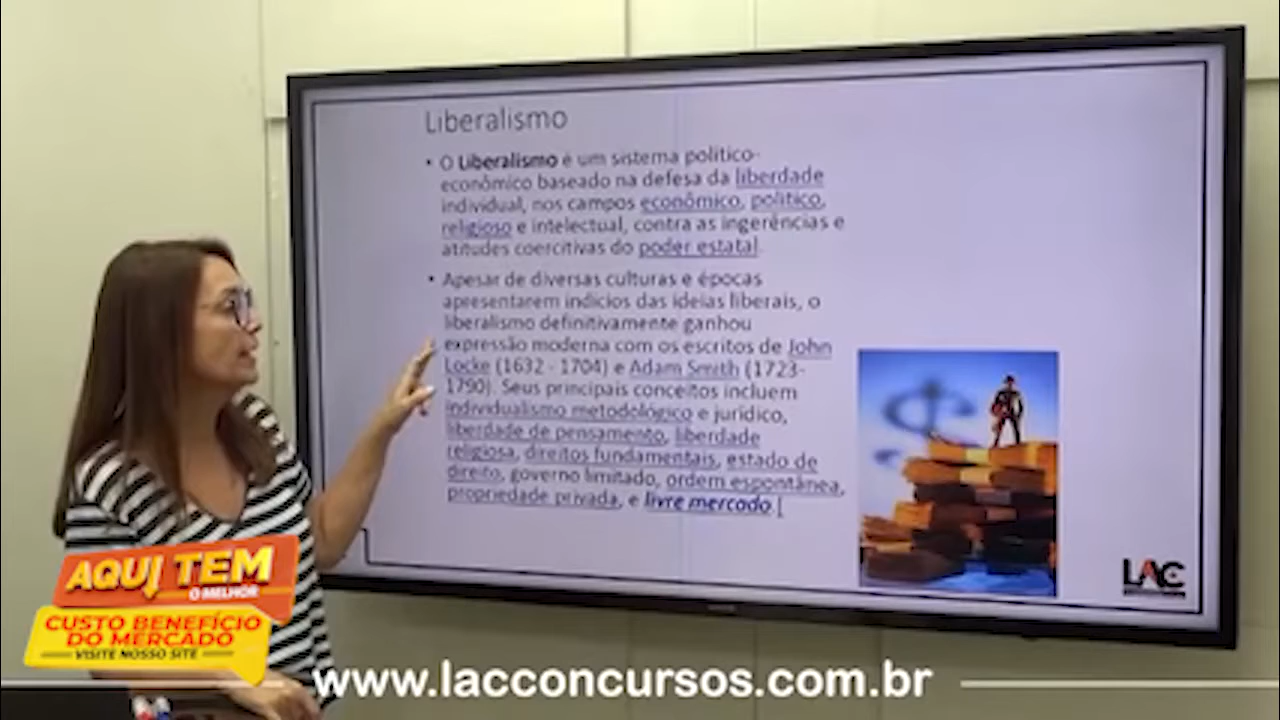 Liberalismo
• O Liberalismo é um sistema político-
econômico baseado na defesa da liberdade
individual, nos campos econômico, político,
religioso e intelectual, contra as ingerências e
atitudes coercitivas do poder estatal.
• Apesar de diversas culturas e épocas
apresentarem indícios das ideias liberais, o
liberalismo definitivamente ganhou
expressão moderna com os escritos de John
Locke (1632 - 1704) e Adam Smith (1723-
1790). Seus principais conceitos incluem
individualismo metodológico e jurídico,
liberdade de pensamento, liberdade
religiosa, direitos fundamentais, estado de
direito, governo limitado, ordem espontânea,
propriedade privada, e livre mercado.[
LAC
AQUI TEM
O MELHOR
CUSTO BENEFÍCIO
DO MERCADO
VISITE NOSSO SITE
www.lacconcursos.com.br